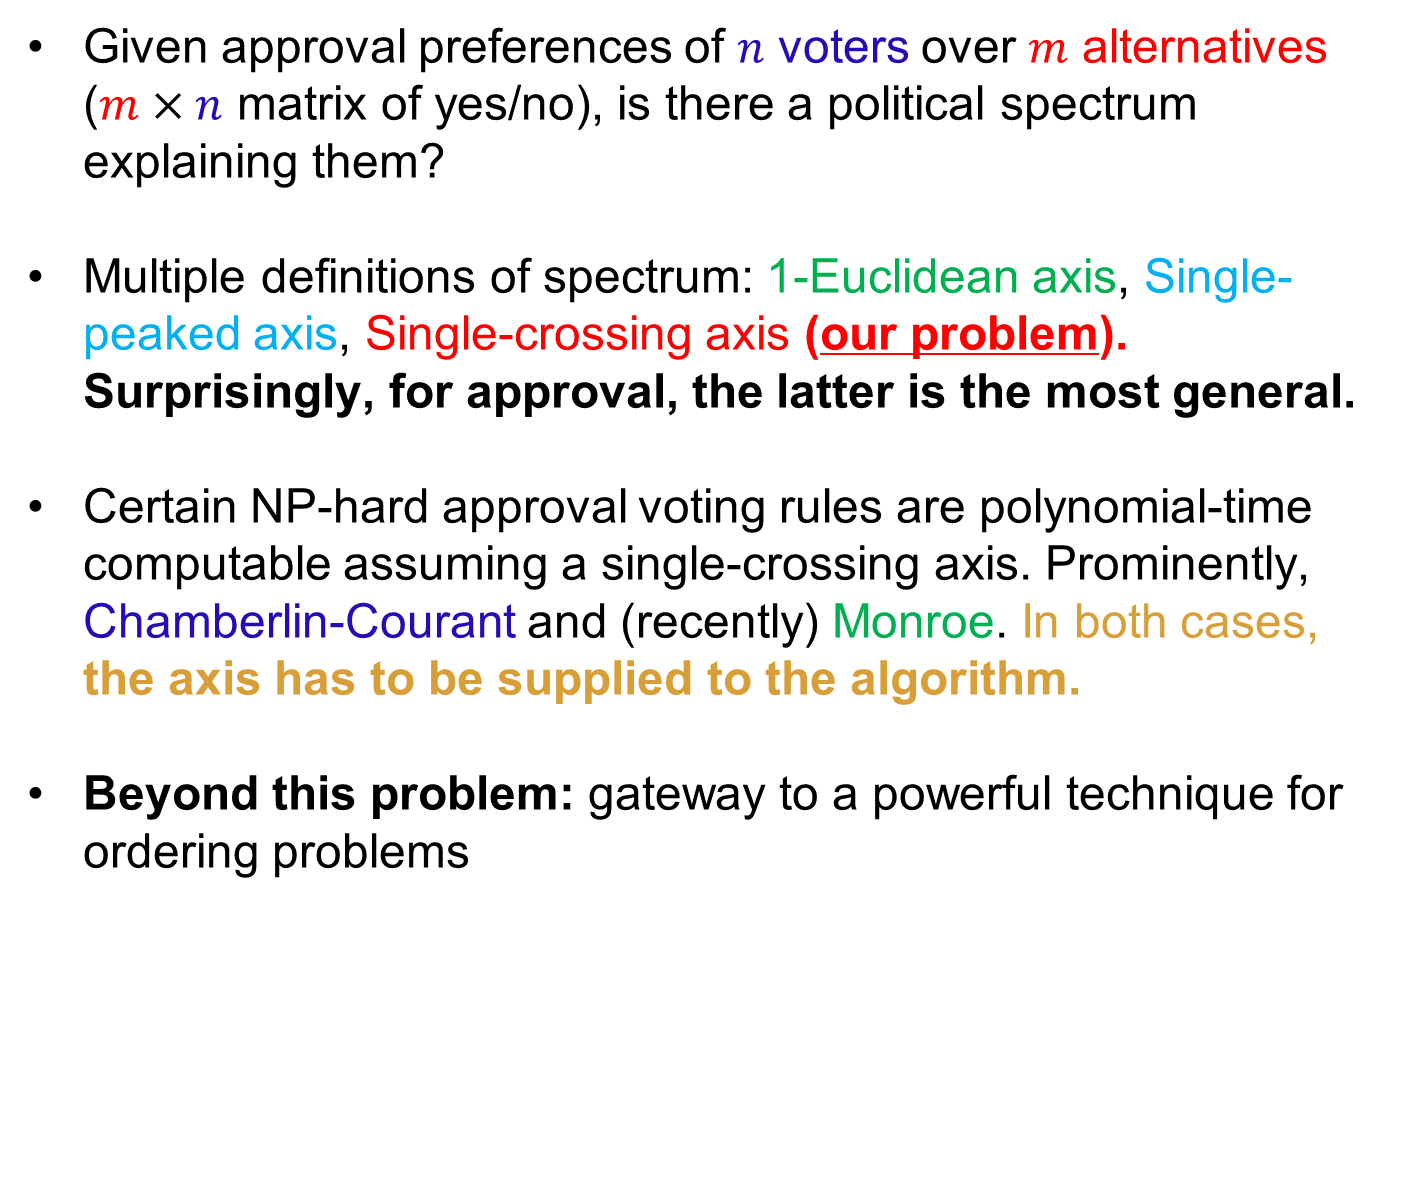 • Given approval preferences of n voters over m alternatives
(m × n matrix of yes/no), is there a political spectrum
explaining them?
• Multiple definitions of spectrum: 1-Euclidean axis, Single-
peaked axis, Single-crossing axis (our problem).
Surprisingly, for approval, the latter is the most general.
• Certain NP-hard approval voting rules are polynomial-time
computable assuming a single-crossing axis. Prominently,
Chamberlin-Courant and (recently) Monroe. In both cases,
the axis has to be supplied to the algorithm.
• Beyond this problem: gateway to a powerful technique for
ordering problems